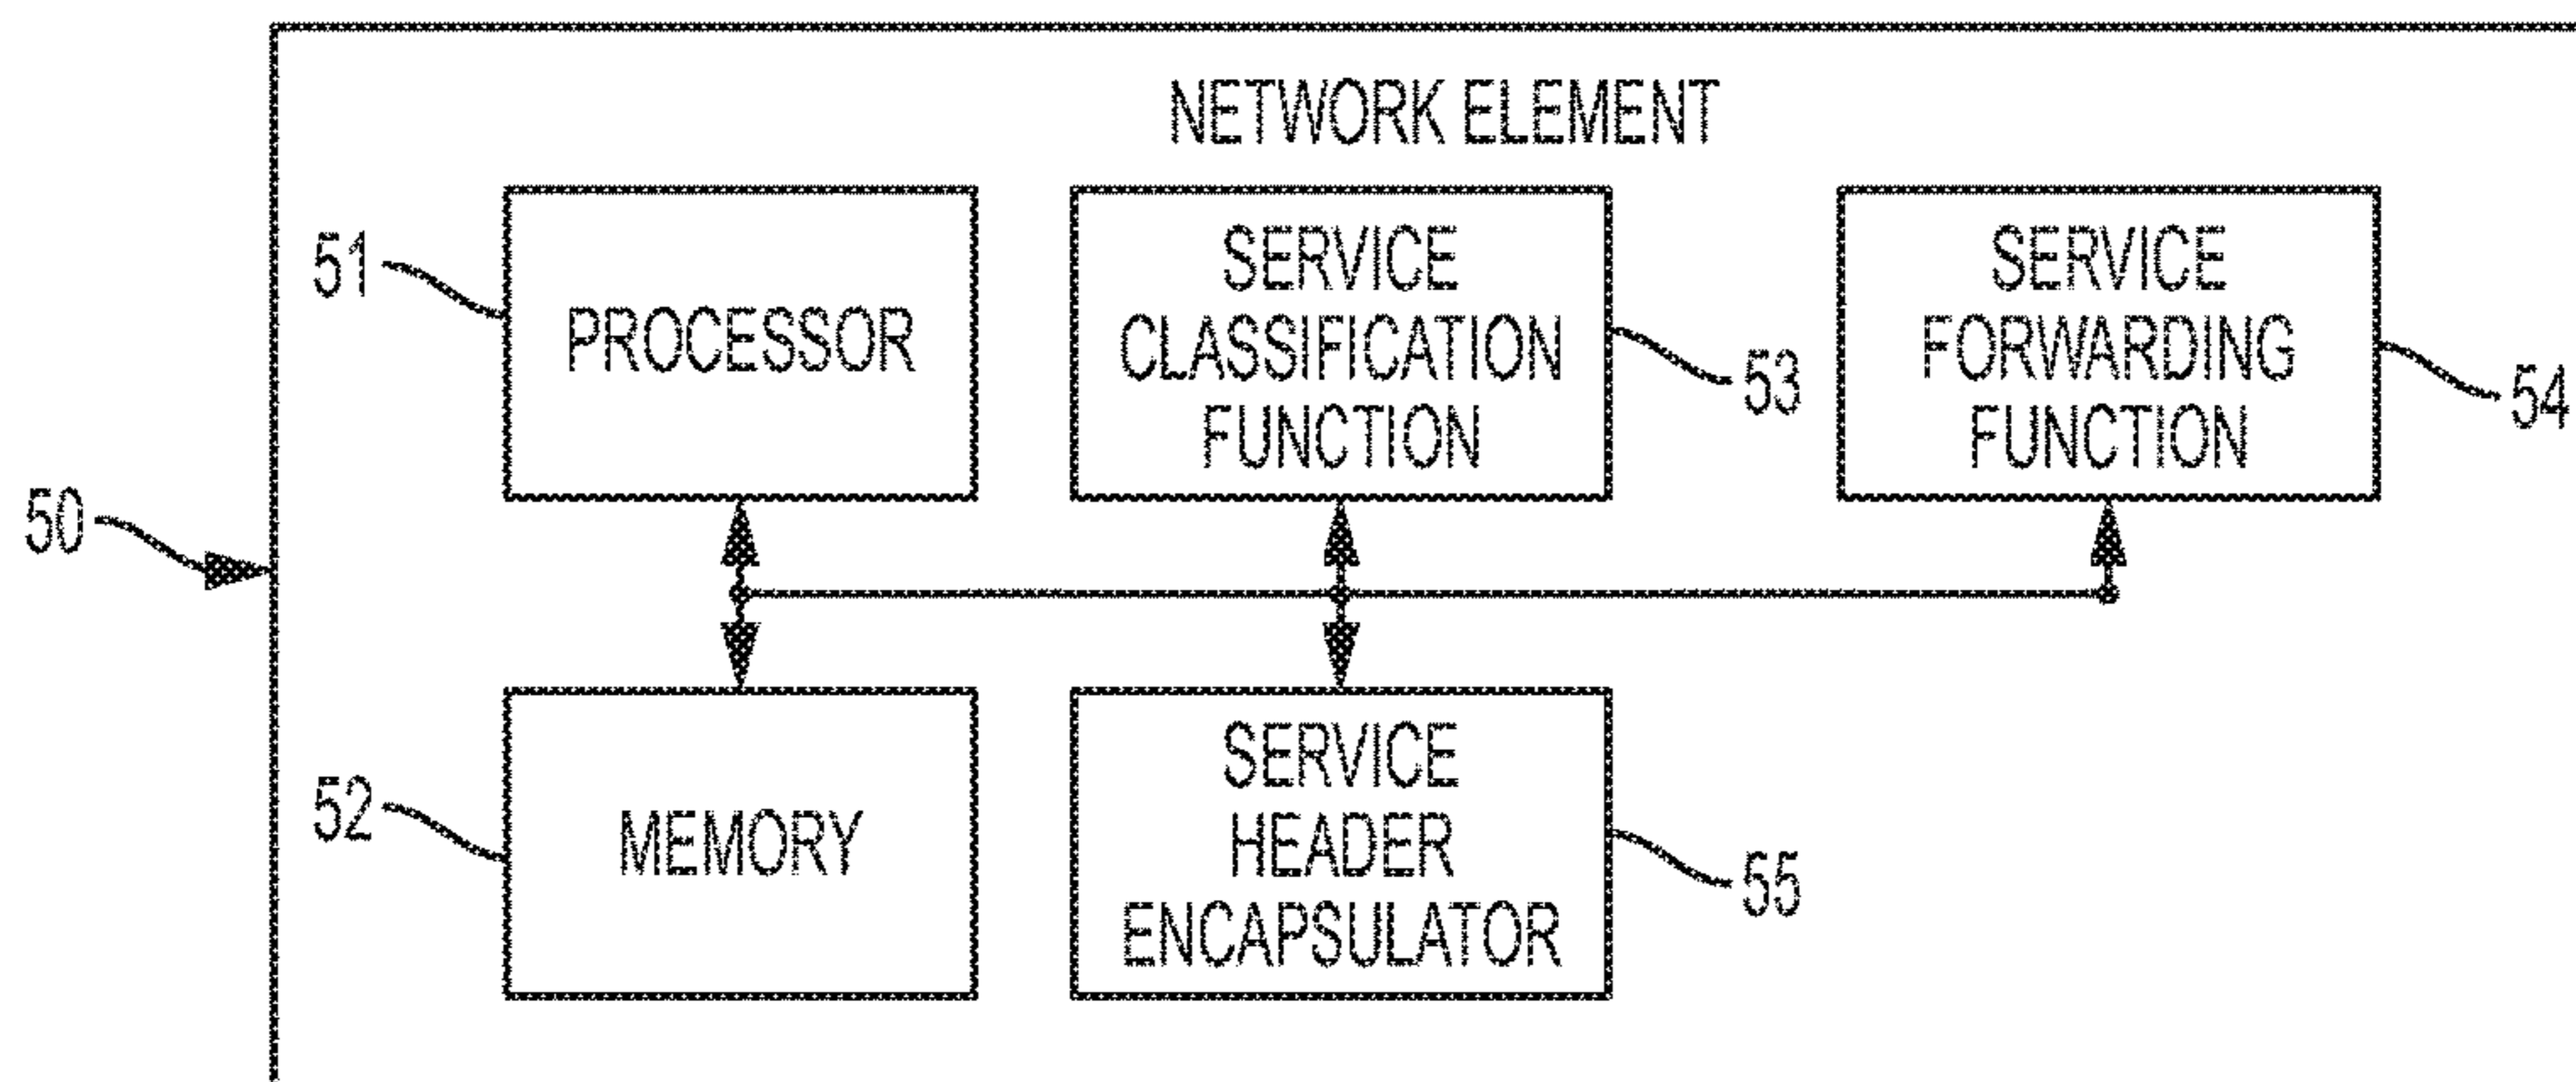 NETWORK ELEMENT
51
PROCESSOR
SERVICE
CLASSIFICATION
FUNCTION
53
SERVICE
FORWARDING
FUNCTION
54
50
52
MEMORY
SERVICE
HEADER
ENCAPSULATOR
55